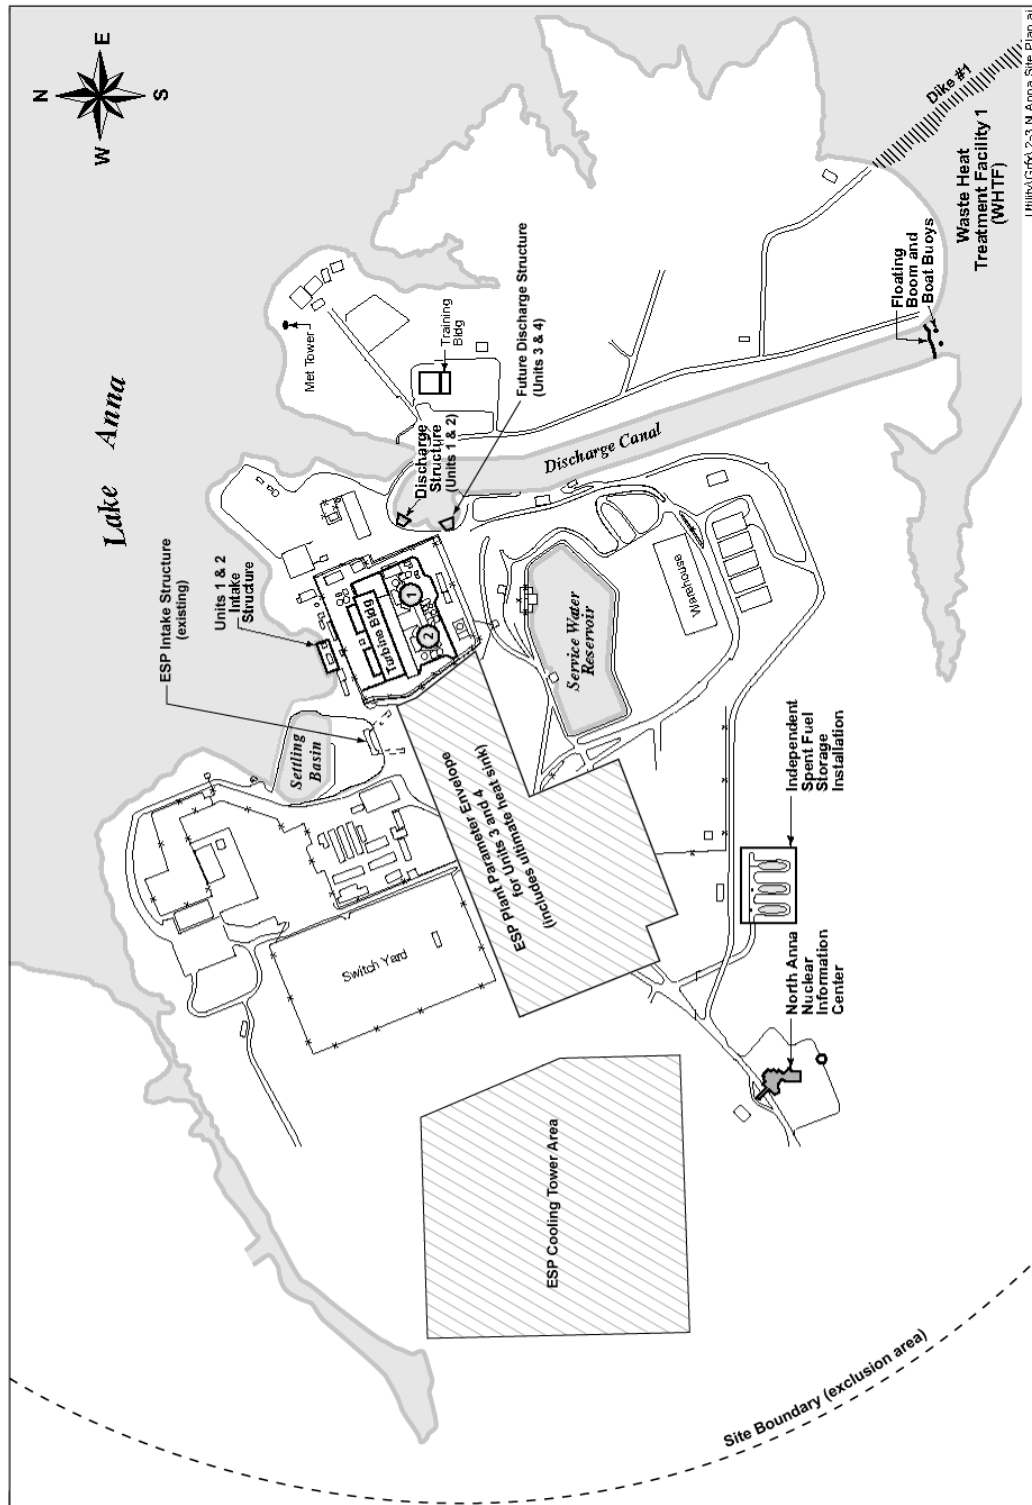 N
E
S
W
Lake Anna
Met Tower
Training
Bldg
Discharge
Structure
(Units 1 & 2)
Future Discharge Structure
(Units 3 & 4)
Discharge Canal
Dike #1
Waste Heat
Treatment Facility 1
(WHTF)
Floating
Boom and
Boat Buoys
ESP Intake Structure
(existing)
Units 1 & 2
Intake
Structure
Turbine Bldg
1
2
Settling
Basin
Service Water
Reservoir
Warehouse
ESP Plant Parameter Envelope
for Units 3 and 4
(includes ultimate heat sink)
Switch Yard
Independent
Spent Fuel
Storage
Installation
North Anna
Nuclear
Information
Center
ESP Cooling Tower Area
Site Boundary (exclusion area)